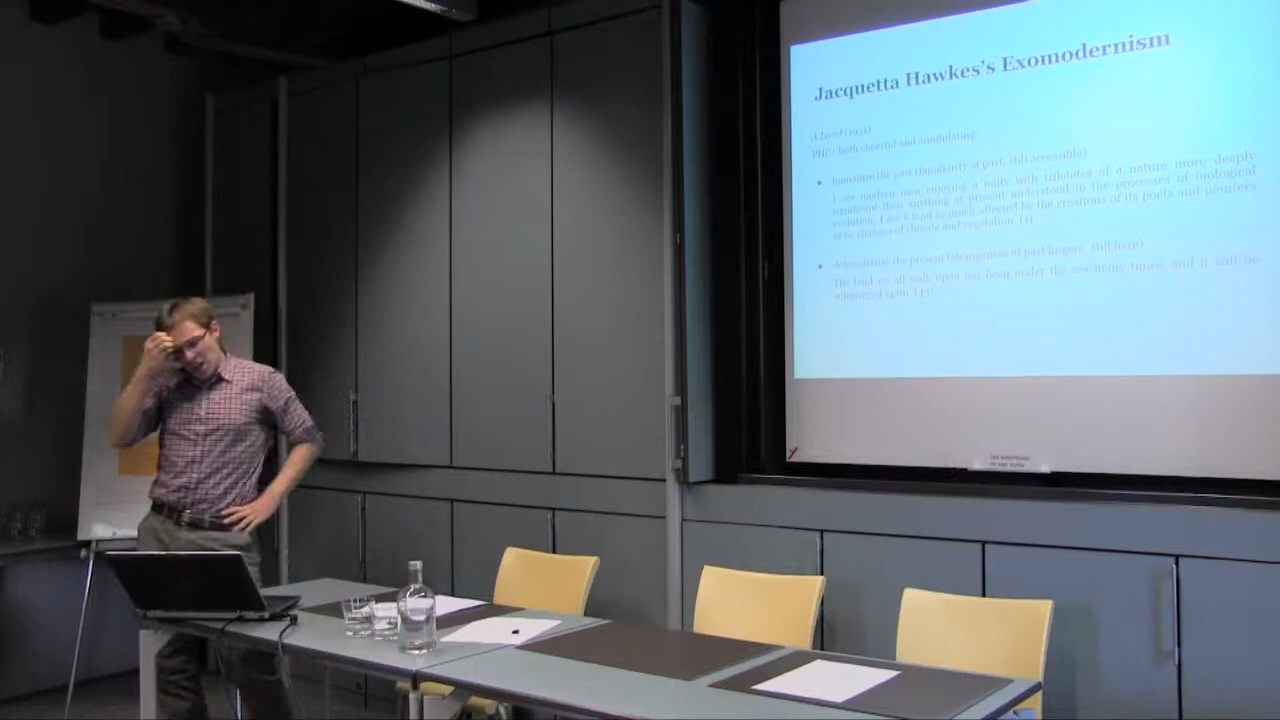 Jacquetta Hawkes's Exomodernism
A Land (1951)
PHC: both cheerful and annihilating
• humanize the past (familiarity of past; still accessible)
I see modern men enjoying a unity with trilobites of a nature more deeply
significant than anything at present understood in the processes of biological
evolution, I see a land as much affected by the creations of its poets and painters
as by changes of climate and vegetation. (1)
• dehumanize the present (strangeness of past lingers; still here)
The land we all walk upon has been under the sea many times and it will be
submerged again.